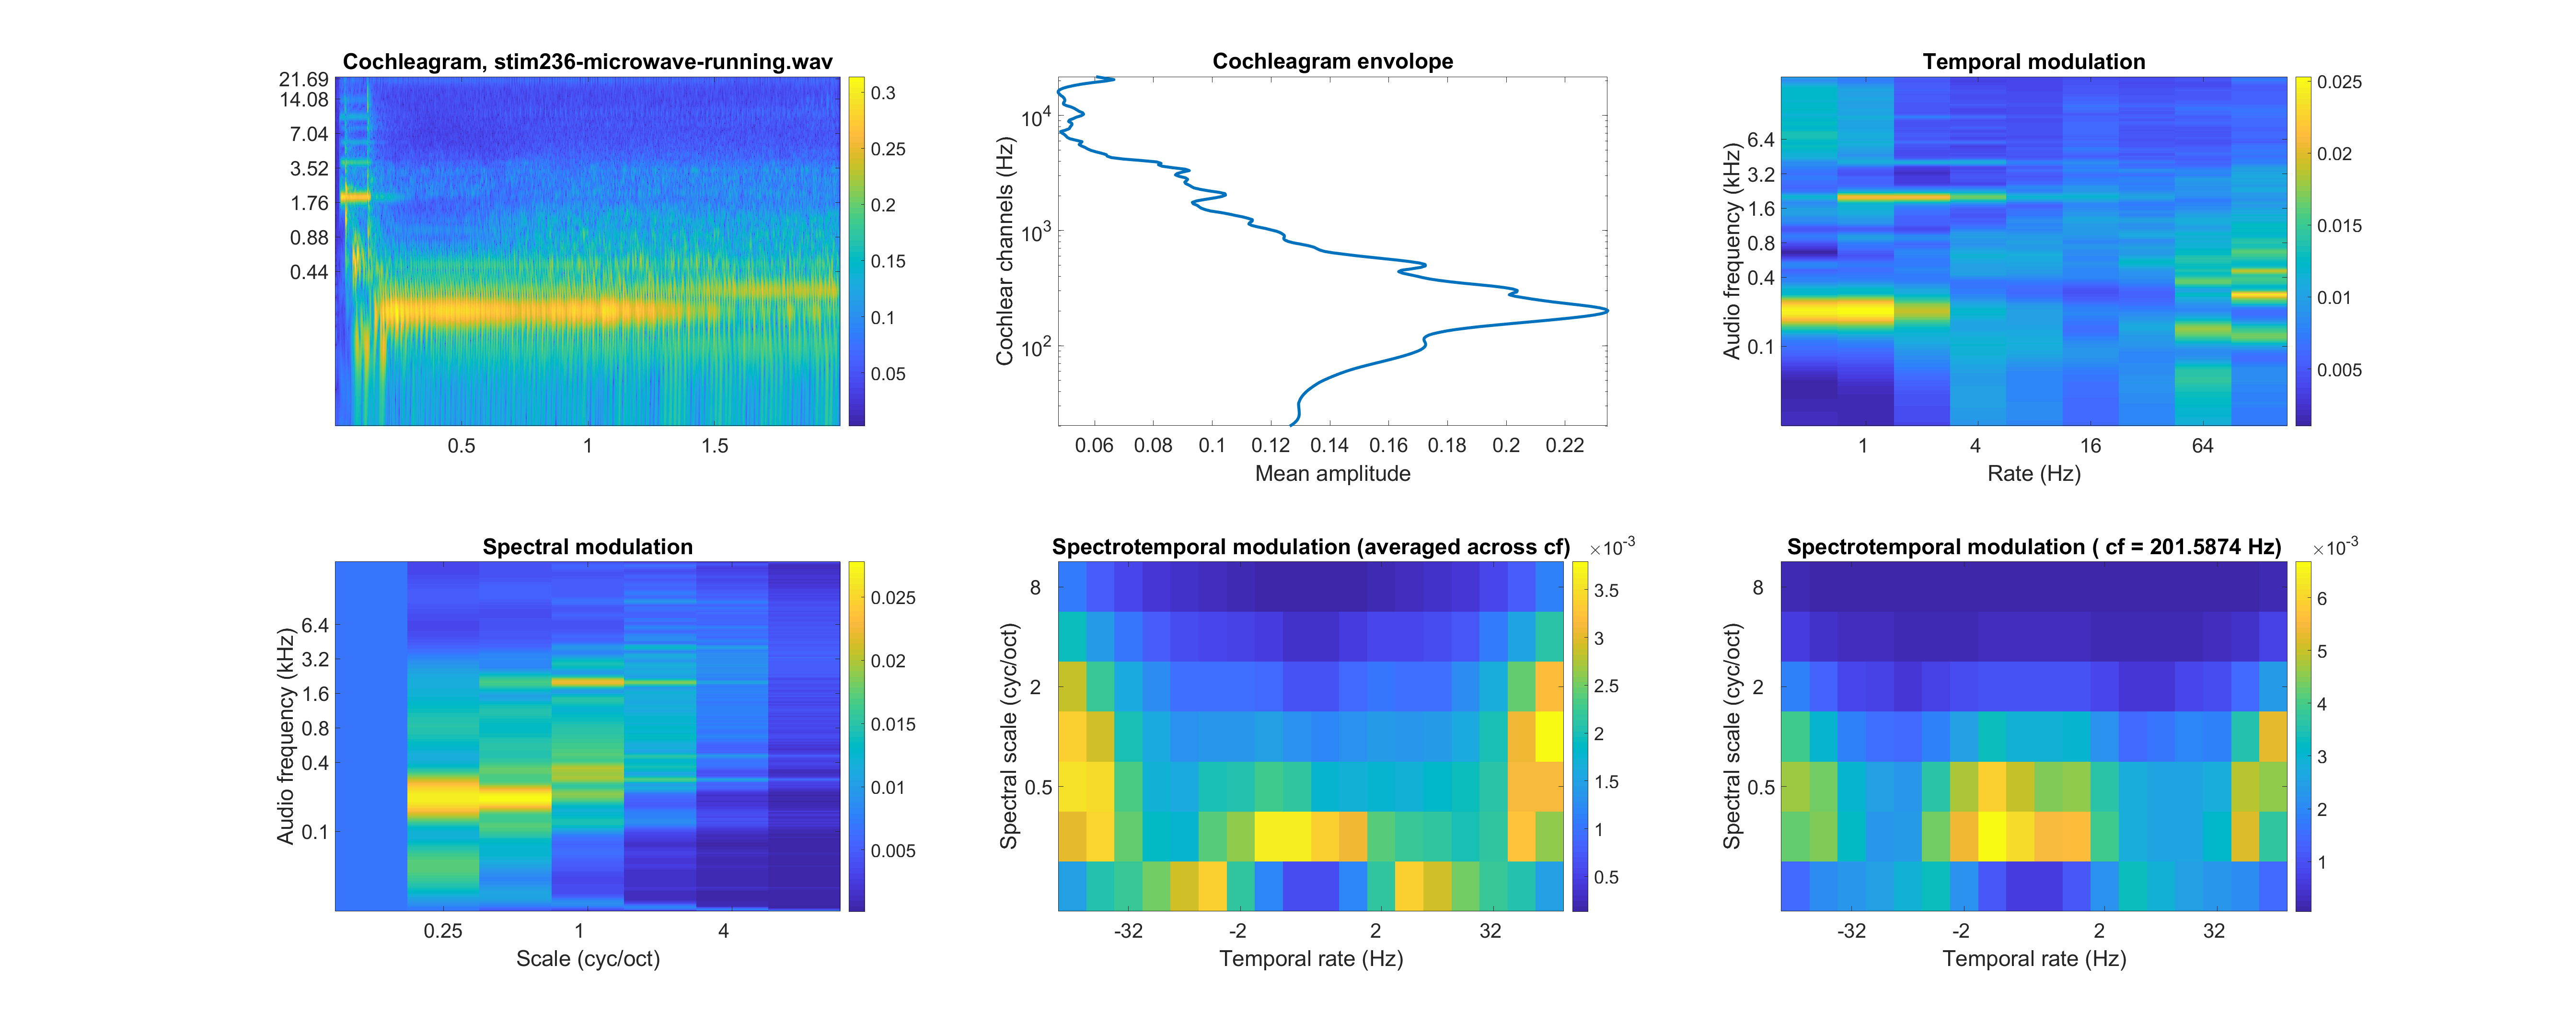 Cochleagram, stim236-microwave-running.wav
21.69
14.08
7.04
3.52
1.76
0.88
0.44
0.5
1
1.5
0.3
0.25
0.2
0.15
0.1
0.05
Cochleagram envolope
Cochlear channels (Hz)
10^4
10^3
10^2
0.06 0.08 0.1 0.12 0.14 0.16 0.18 0.2 0.22
Mean amplitude
Temporal modulation
Audio frequency (kHz)
6.4
3.2
1.6
0.8
0.4
0.1
1 4 16 64
Rate (Hz)
0.025
0.02
0.015
0.01
0.005
Spectral modulation
Audio frequency (kHz)
6.4
3.2
1.6
0.8
0.4
0.1
0.25 1 4
Scale (cyc/oct)
0.025
0.02
0.015
0.01
0.005
Spectrotemporal modulation (averaged across cf)
×10^-3
Spectral scale (cyc/oct)
8
2
0.5
-32 -2 2 32
Temporal rate (Hz)
3.5
3
2.5
2
1.5
1
0.5
Spectrotemporal modulation ( cf = 201.5874 Hz)
×10^-3
Spectral scale (cyc/oct)
8
2
0.5
-32 -2 2 32
Temporal rate (Hz)
6
5
4
3
2
1